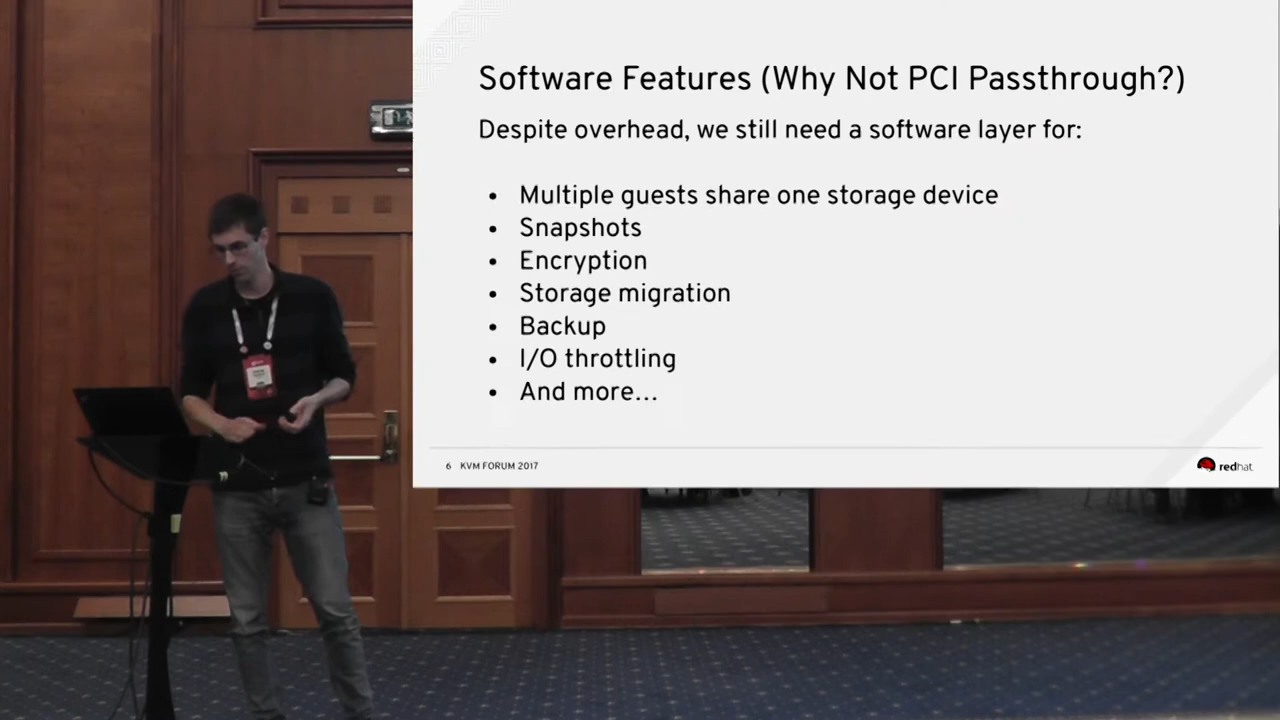 Software Features (Why Not PCI Passthrough?)
Despite overhead, we still need a software layer for:
• Multiple guests share one storage device
• Snapshots
• Encryption
• Storage migration
• Backup
• I/O throttling
• And more…
6 KVM FORUM 2017
redhat